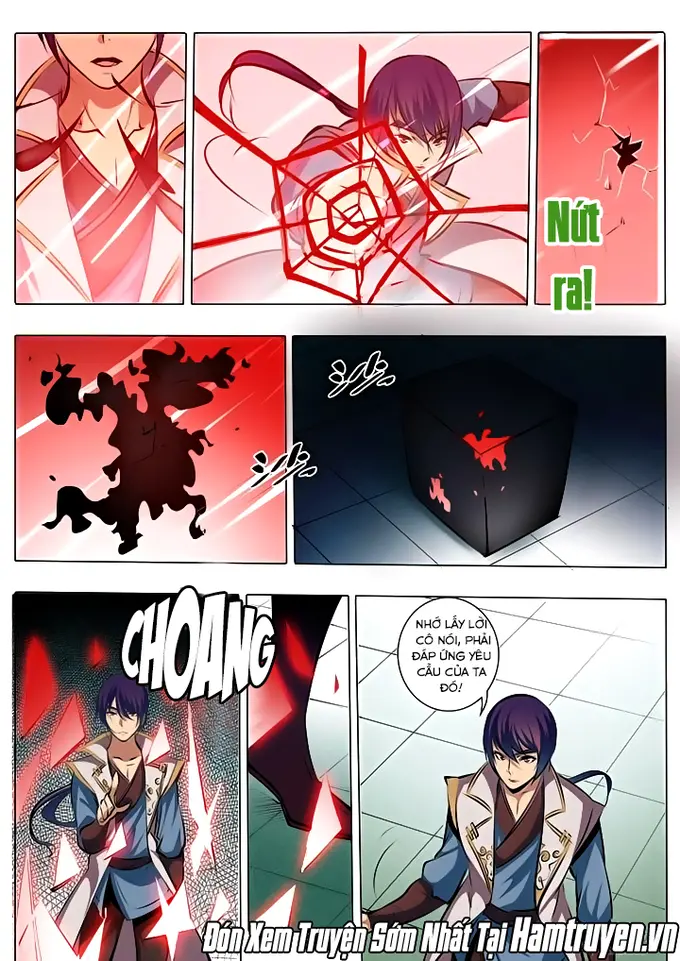 Nứt
ra!
CHOANG
NHỚ LẤY LỜI
CÔ NÓI, PHẢI
ĐÁP ỨNG YÊU
CẦU CỦA TA
ĐÓ!
Đón Xem Truyện Sớm Nhất Tại Hamtruyen.vn